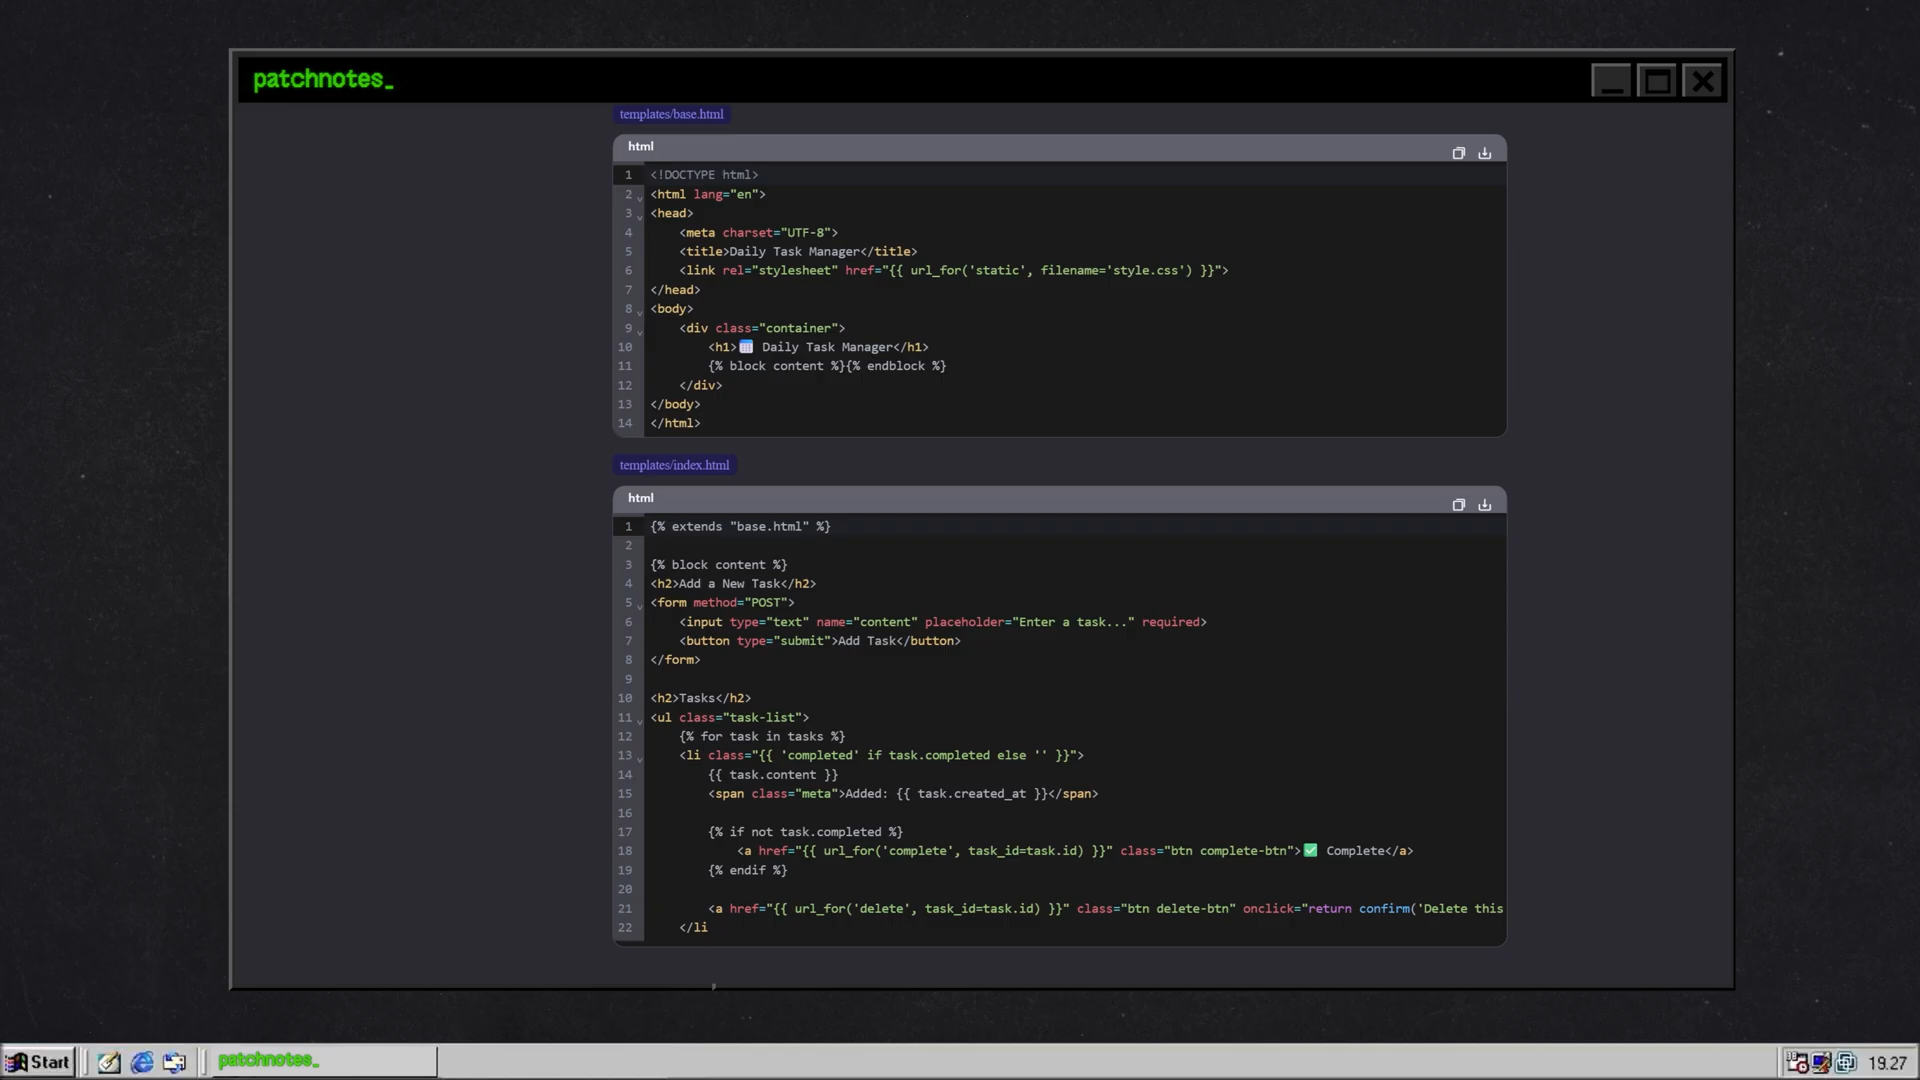 patchnotes_
templates/base.html
html
1 <!DOCTYPE html>
2 <html lang="en">
3 <head>
4     <meta charset="UTF-8">
5     <title>Daily Task Manager</title>
6     <link rel="stylesheet" href="{{ url_for('static', filename='style.css') }}">
7 </head>
8 <body>
9     <div class="container">
10         <h1>📅 Daily Task Manager</h1>
11         {% block content %}{% endblock %}
12     </div>
13 </body>
14 </html>
templates/index.html
html
1 {% extends "base.html" %}
2
3 {% block content %}
4 <h2>Add a New Task</h2>
5 <form method="POST">
6     <input type="text" name="content" placeholder="Enter a task..." required>
7     <button type="submit">Add Task</button>
8 </form>
9
10 <h2>Tasks</h2>
11 <ul class="task-list">
12     {% for task in tasks %}
13     <li class="{{ 'completed' if task.completed else '' }}">
14         {{ task.content }}
15         <span class="meta">Added: {{ task.created_at }}</span>
16
17         {% if not task.completed %}
18             <a href="{{ url_for('complete', task_id=task.id) }}" class="btn complete-btn">✅ Complete</a>
19         {% endif %}
20
21         <a href="{{ url_for('delete', task_id=task.id) }}" class="btn delete-btn" onclick="return confirm('Delete this
22     </li
Start
patchnotes_
19.27